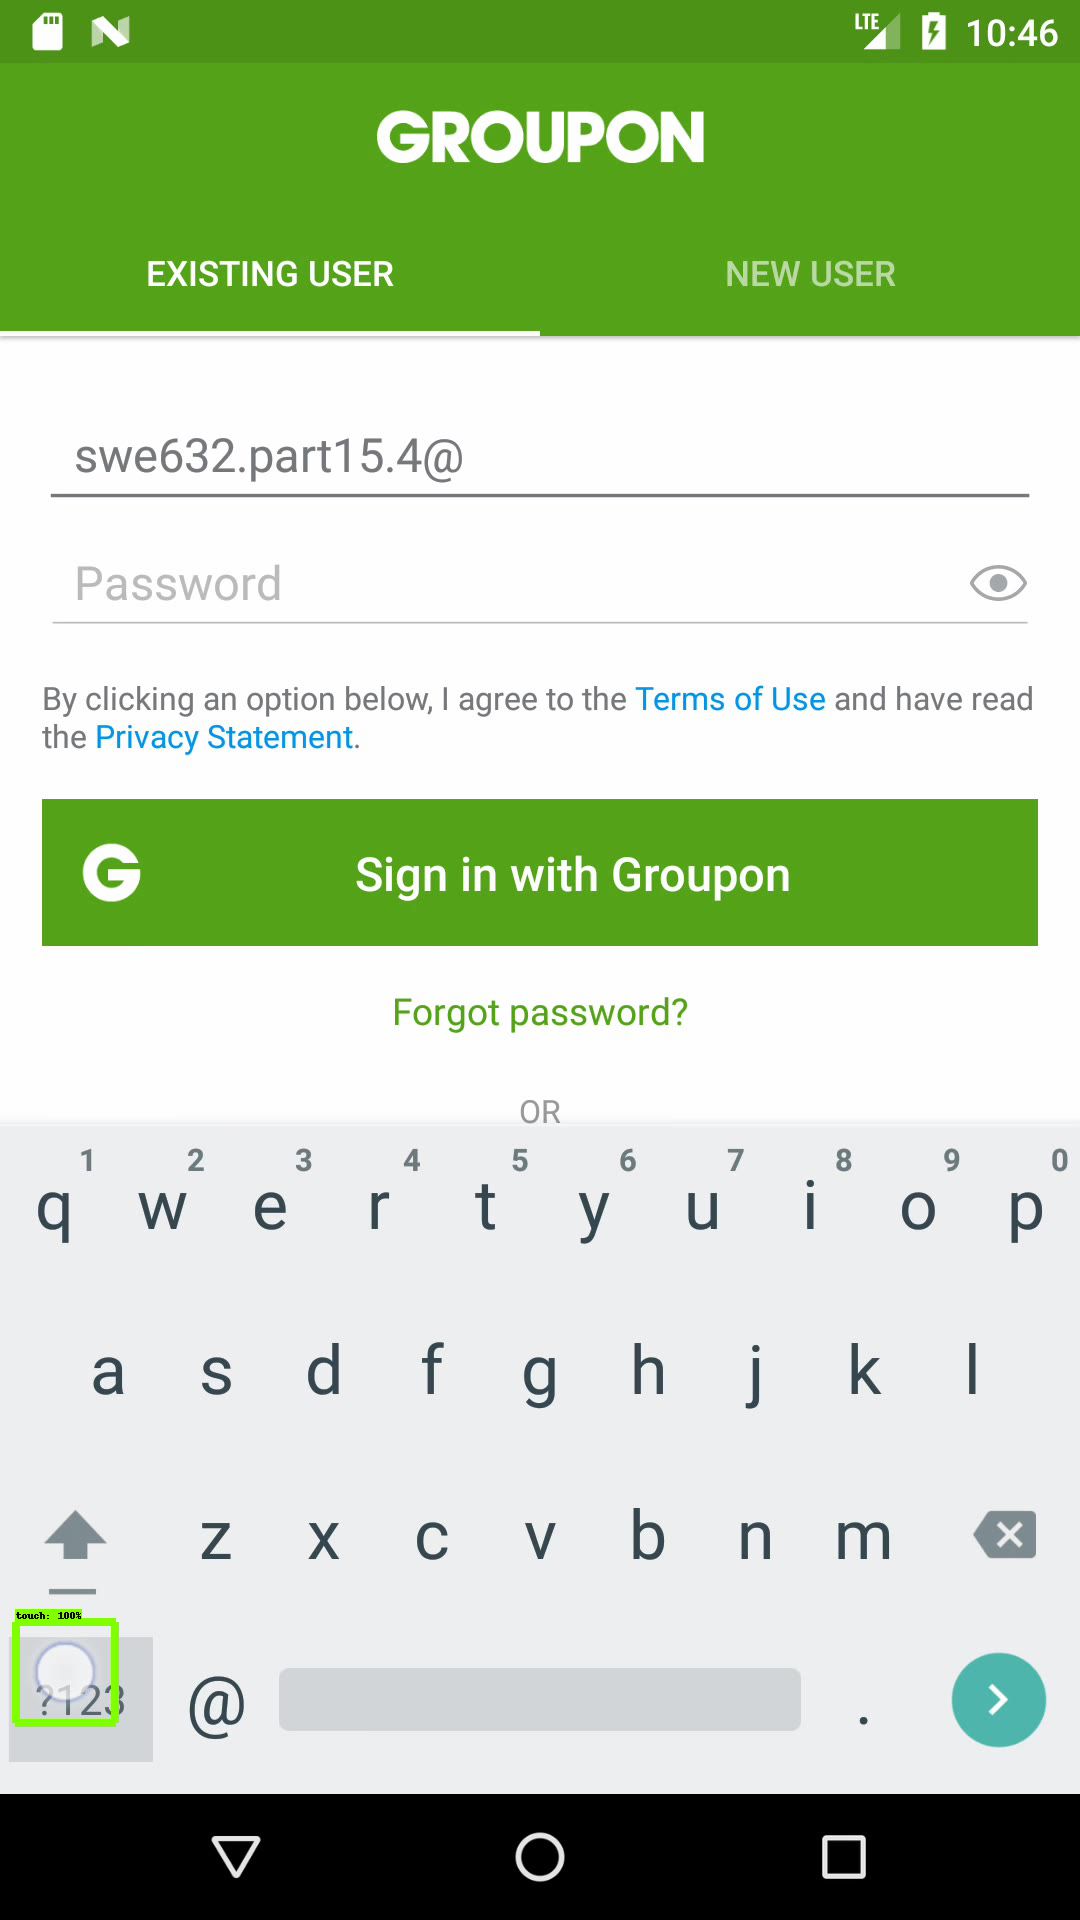 LTE 10:46
GROUPON
EXISTING USER NEW USER
swe632.part15.4@
Password
By clicking an option below, I agree to the Terms of Use and have read
the Privacy Statement.
G Sign in with Groupon
Forgot password?
OR
1 2 3 4 5 6 7 8 9 0
q w e r t y u i o p
a s d f g h j k l
z x c v b n m
touch: 100%
?123 @ .